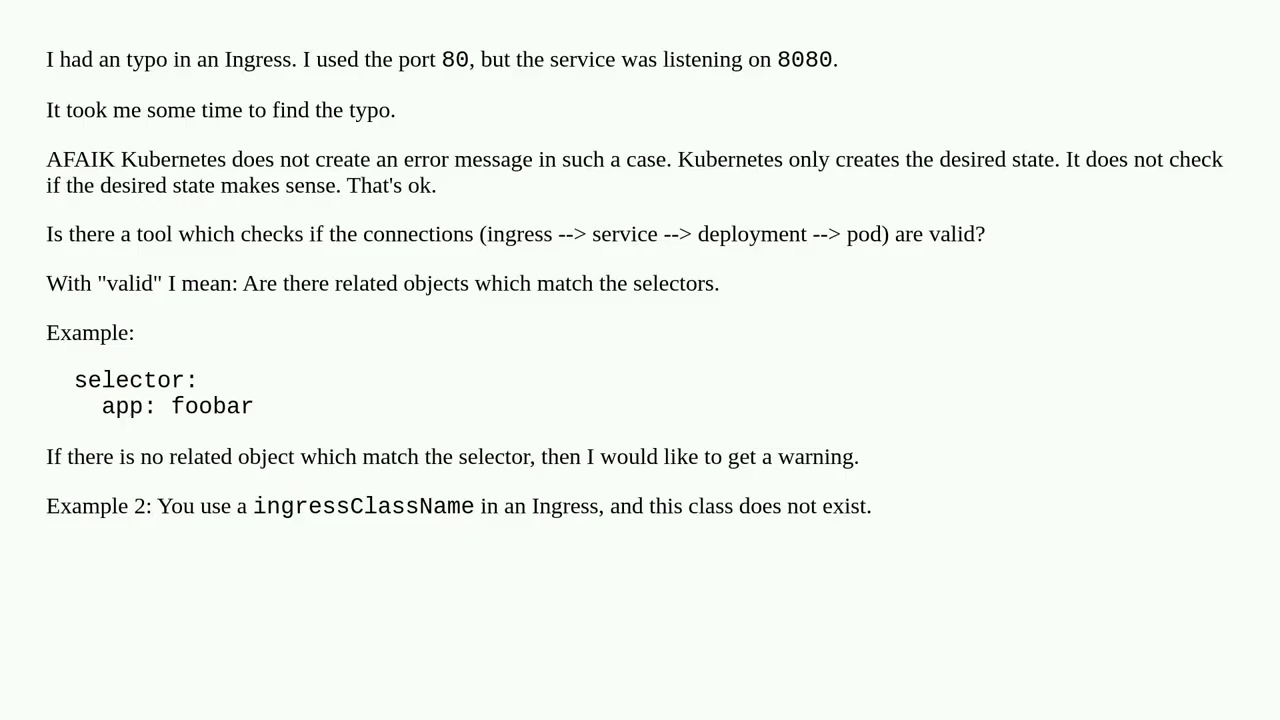 I had an typo in an Ingress. I used the port 80, but the service was listening on 8080.
It took me some time to find the typo.
AFAIK Kubernetes does not create an error message in such a case. Kubernetes only creates the desired state. It does not check
if the desired state makes sense. That's ok.
Is there a tool which checks if the connections (ingress --> service --> deployment --> pod) are valid?
With "valid" I mean: Are there related objects which match the selectors.
Example:
selector:
  app: foobar
If there is no related object which match the selector, then I would like to get a warning.
Example 2: You use a ingressClassName in an Ingress, and this class does not exist.